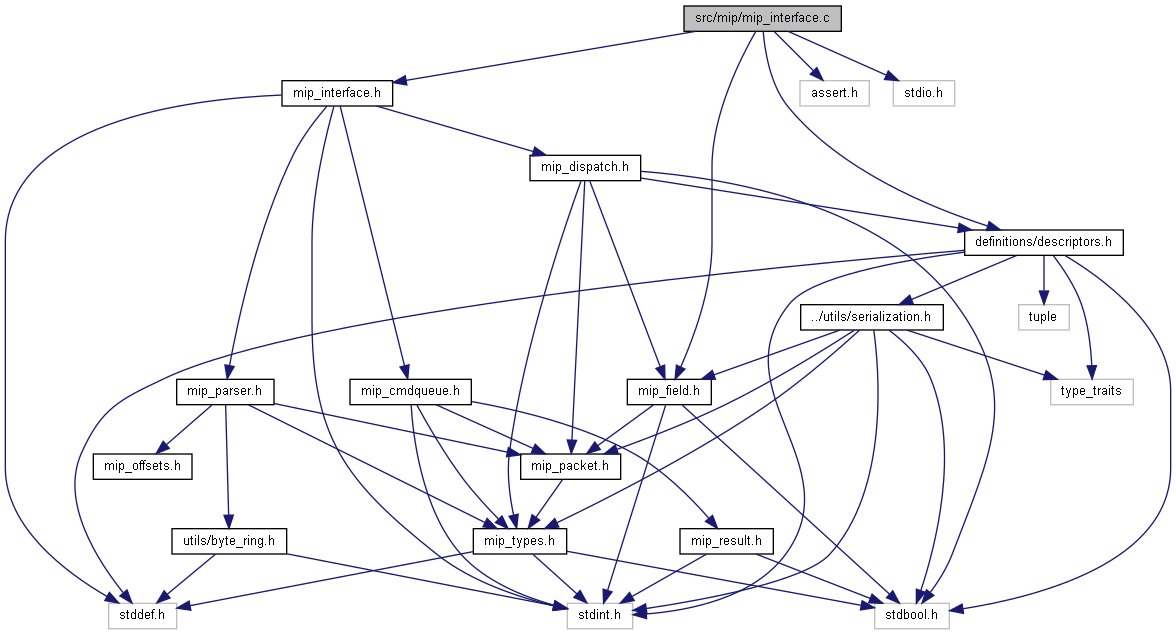 src/mip/mip_interface.c
mip_interface.h
assert.h
stdio.h
mip_dispatch.h
definitions/descriptors.h
../utils/serialization.h
tuple
mip_parser.h
mip_cmdqueue.h
mip_field.h
type_traits
mip_offsets.h
mip_packet.h
utils/byte_ring.h
mip_types.h
mip_result.h
stddef.h
stdint.h
stdbool.h